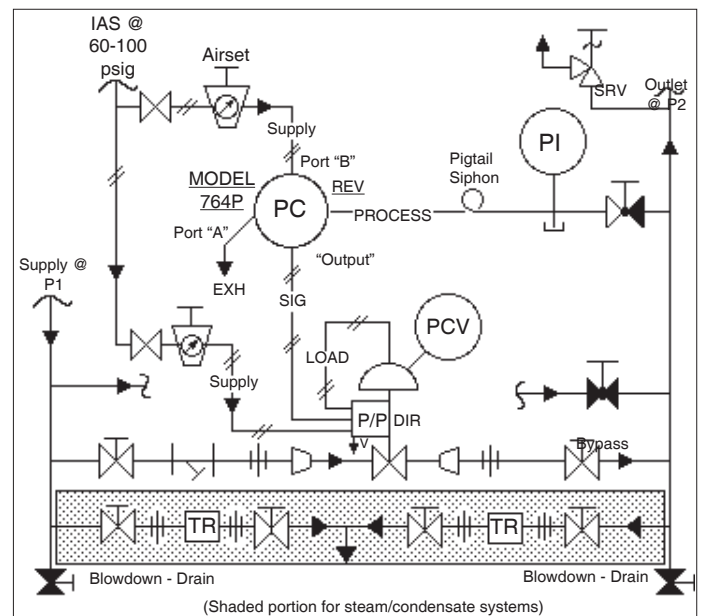 IAS @
60-100
psig
Airset
Supply
Port “B”
MODEL
764P
REV
PC
PROCESS
Pigtail
Siphon
PI
SRV
Outlet
@ P2
Port “A”
EXH
“Output”
SIG
Supply @
P1
Supply
LOAD
PCV
P/P
DIR
V
Bypass
TR
TR
Blowdown - Drain
Blowdown - Drain
(Shaded portion for steam/condensate systems)